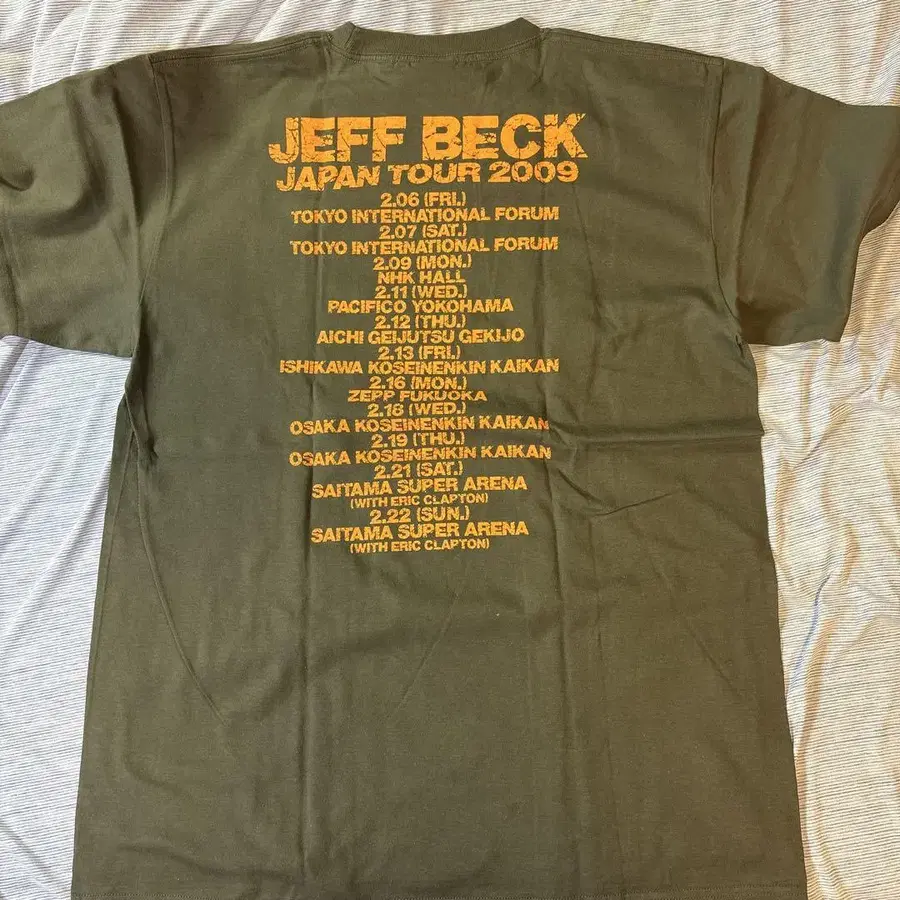 JEFF BECK
JAPAN TOUR 2009
2.06 (FRI.)
TOKYO INTERNATIONAL FORUM
2.07 (SAT.)
TOKYO INTERNATIONAL FORUM
2.09 (MON.)
NHK HALL
2.11 (WED.)
PACIFICO YOKOHAMA
2.12 (THU.)
AICHI GEIJUTSU GEKIJO
2.13 (FRI.)
ISHIKAWA KOSEINENKIN KAIKAN
2.16 (MON.)
ZEPP FUKUOKA
2.18 (WED.)
OSAKA KOSEINENKIN KAIKAN
2.19 (THU.)
OSAKA KOSEINENKIN KAIKAN
2.21 (SAT.)
SAITAMA SUPER ARENA
(WITH ERIC CLAPTON)
2.22 (SUN.)
SAITAMA SUPER ARENA
(WITH ERIC CLAPTON)